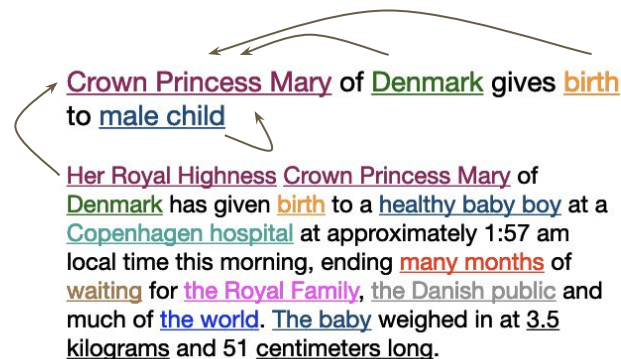 Crown Princess Mary of Denmark gives birth
to male child
Her Royal Highness Crown Princess Mary of
Denmark has given birth to a healthy baby boy at a
Copenhagen hospital at approximately 1:57 am
local time this morning, ending many months of
waiting for the Royal Family, the Danish public and
much of the world. The baby weighed in at 3.5
kilograms and 51 centimeters long.